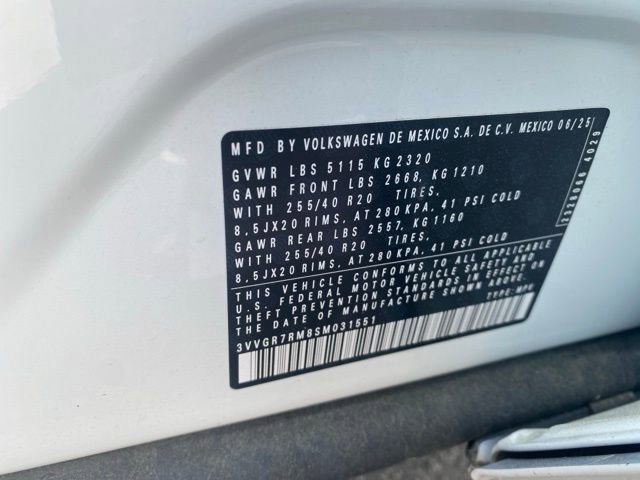 MFD BY VOLKSWAGEN DE MEXICO S.A. DE C.V. MEXICO 06/25
GVWR LBS 5115 KG 2320
GAWR FRONT LBS 2668, KG 1210
WITH 255/40 R20 TIRES,
8,5JX20 RIMS, AT 280 KPA, 41 PSI COLD
GAWR REAR LBS 2557, KG 1160
WITH 255/40 R20 TIRES,
8,5JX20 RIMS, AT 280 KPA, 41 PSI COLD
THIS VEHICLE CONFORMS TO ALL APPLICABLE
U.S. FEDERAL MOTOR VEHICLE SAFETY AND
THEFT PREVENTION STANDARDS IN EFFECT ON
THE DATE OF MANUFACTURE SHOWN ABOVE.
3VVGR7RM8SM031551 TYPE: MPV
4029